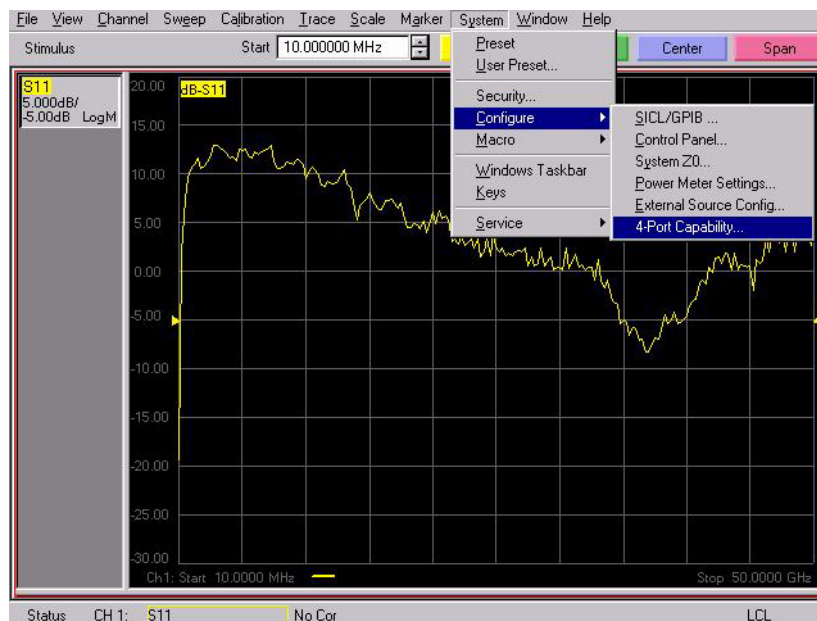 File View Channel Sweep Calibration Trace Scale Marker System Window Help
Stimulus Start 10.000000 MHz Center Span
Preset
User Preset...
Security...
Configure
Macro
Windows Taskbar
Keys
Service
SICL/GPIB ...
Control Panel...
System Z0...
Power Meter Settings...
External Source Config...
4-Port Capability...
S11
5.000dB/
-5.00dB LogM
20.00 dB-S11
15.00
10.00
5.00
0.00
-5.00
-10.00
-15.00
-20.00
-25.00
-30.00
Ch1: Start 10.0000 MHz Stop 50.0000 GHz
Status CH 1: S11 No Cor LCL